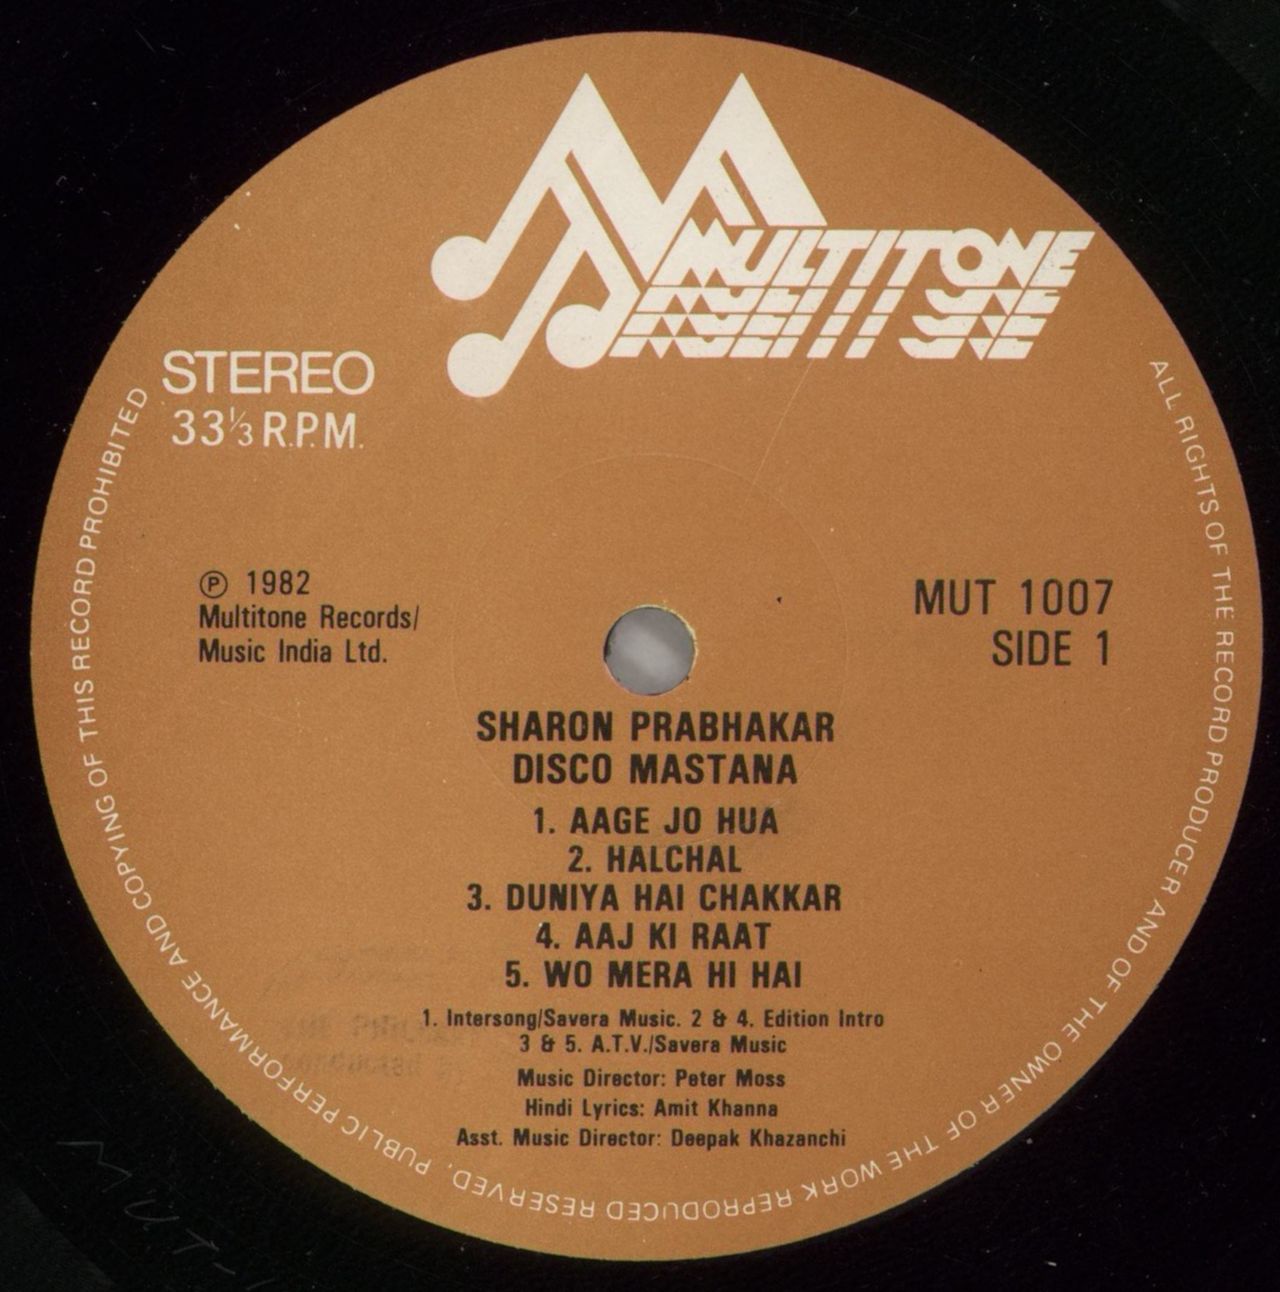 MULTITONE
STEREO
33⅓ R.P.M.
℗ 1982
Multitone Records/
Music India Ltd.
MUT 1007
SIDE 1
SHARON PRABHAKAR
DISCO MASTANA
1. AAGE JO HUA
2. HALCHAL
3. DUNIYA HAI CHAKKAR
4. AAJ KI RAAT
5. WO MERA HI HAI
1. Intersong/Savera Music. 2 & 4. Edition Intro
3 & 5. A.T.V./Savera Music
Music Director: Peter Moss
Hindi Lyrics: Amit Khanna
Asst. Music Director: Deepak Khazanchi
ALL RIGHTS OF THE RECORD PRODUCER AND OF THE OWNER OF THE WORK REPRODUCED RESERVED. PUBLIC PERFORMANCE AND COPYING OF THIS RECORD PROHIBITED
MUT-